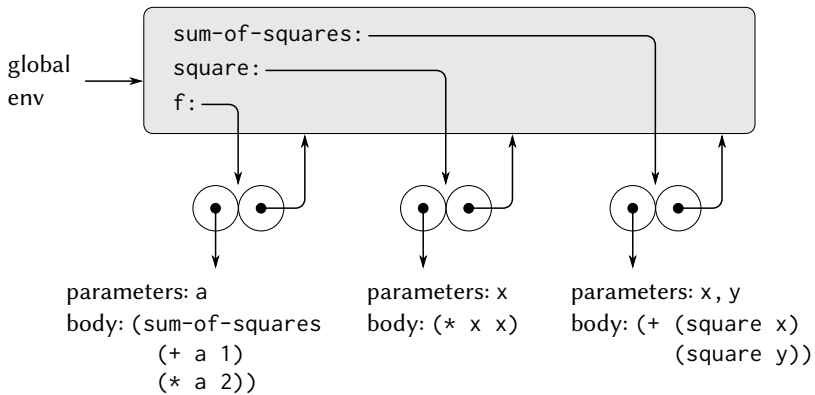 global
env
sum-of-squares:
square:
f:
parameters: a
body: (sum-of-squares
(+ a 1)
(* a 2))
parameters: x
body: (* x x)
parameters: x, y
body: (+ (square x)
(square y))